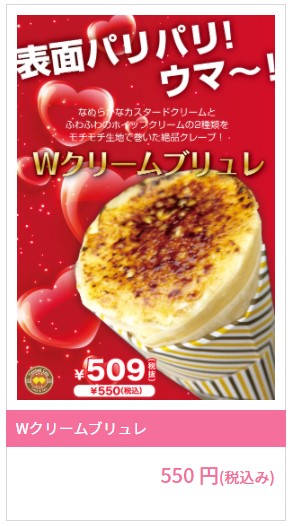 表面パリパリ!
ウマ〜!
なめらかなカスタードクリームと
ふわふわのホイップクリームの2種類を
モチモチ生地で巻いた絶品クレープ!
Wクリームブリュレ
¥509(税抜)
¥550(税込)
Wクリームブリュレ
550 円(税込み)